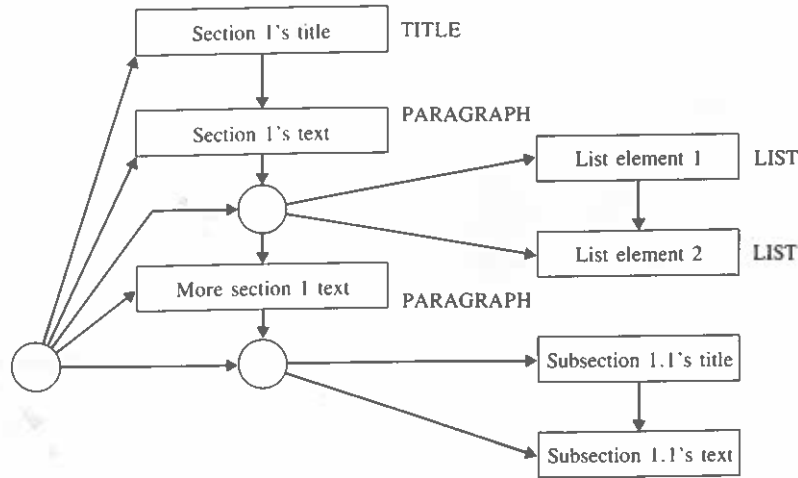 Section 1's title TITLE
Section 1's text PARAGRAPH
List element 1 LIST
List element 2 LIST
More section 1 text PARAGRAPH
Subsection 1.1's title
Subsection 1.1's text